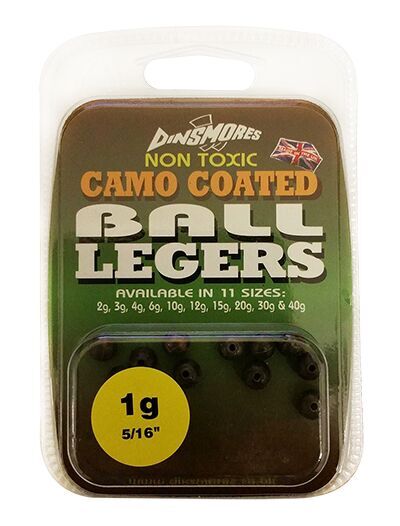 DINSMORES
NON TOXIC
CAMO COATED
BALL
LEGERS
AVAILABLE IN 11 SIZES:
2g, 3g, 4g, 6g, 10g, 12g, 15g, 20g, 30g & 40g
1g
5/16"